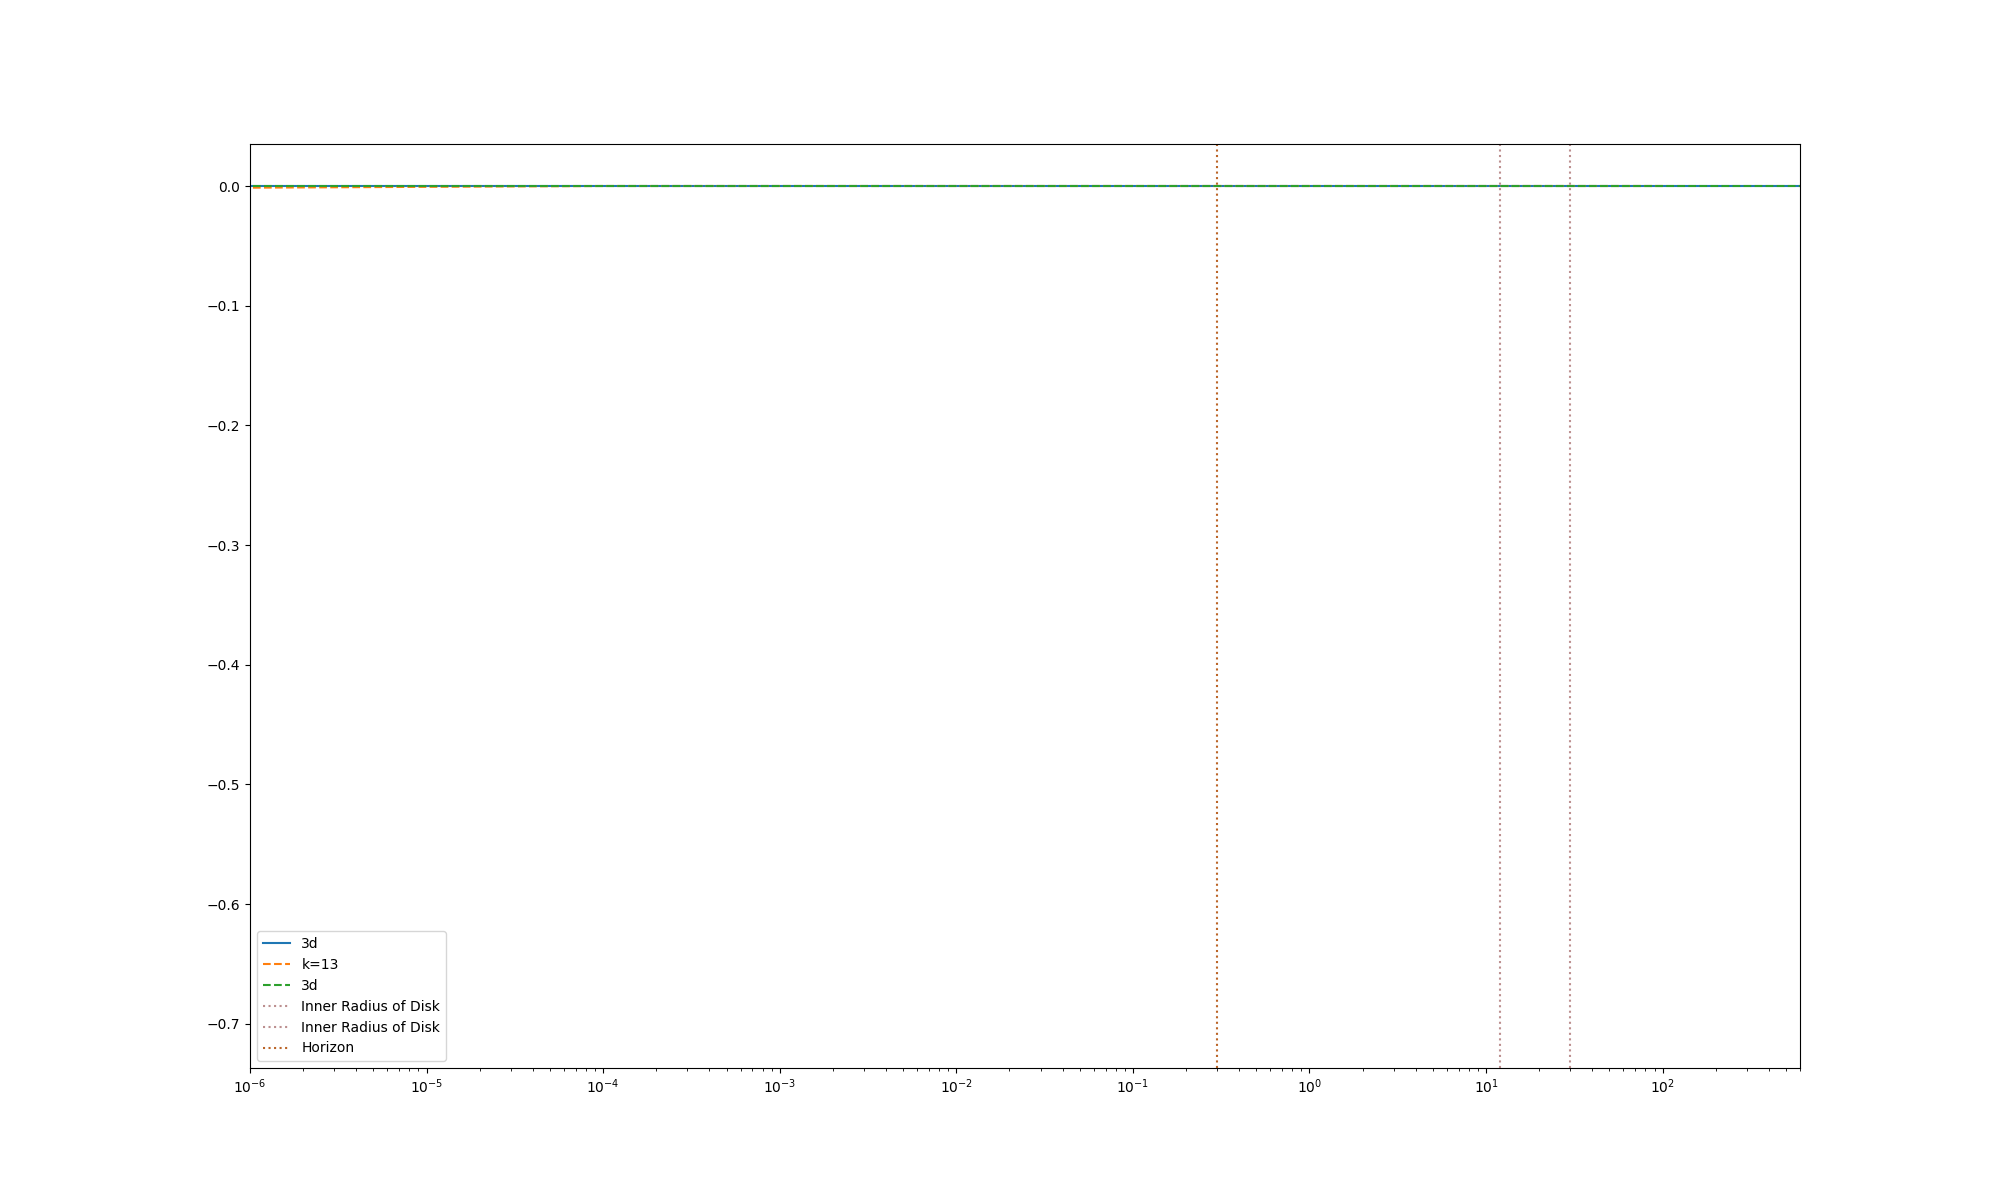 0.0
−0.1
−0.2
−0.3
−0.4
−0.5
−0.6
−0.7
3d
k=13
3d
Inner Radius of Disk
Inner Radius of Disk
Horizon
10⁻⁶ 10⁻⁵ 10⁻⁴ 10⁻³ 10⁻² 10⁻¹ 10⁰ 10¹ 10²